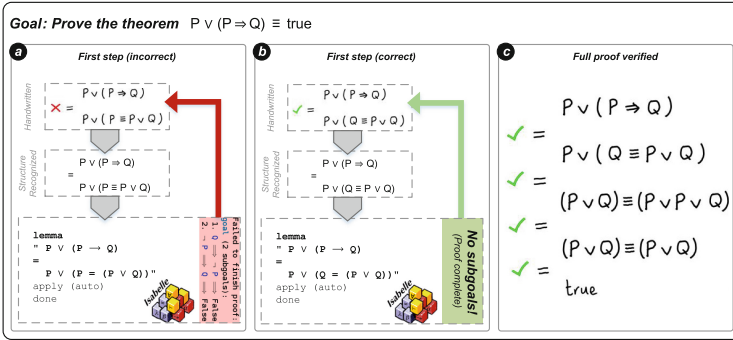 Goal: Prove the theorem P ∨ (P ⇒ Q) ≡ true
a
First step (incorrect)
Handwritten
P ∨ ( P ⇒ Q )
✗ =
P ∨ ( P ≡ P ∨ Q )
Structure
Recognized
P ∨ (P ⇒ Q)
=
P ∨ (P ≡ P ∨ Q)
lemma
" P ∨ (P ⟶ Q)
=
P ∨ (P = (P ∨ Q))"
apply (auto)
done
Failed to finish proof:
goal (2 subgoals):
1. Q ⟹ ¬ P ⟹ False
2. ¬ P ⟹ Q ⟹ False
Isabelle
b
First step (correct)
Handwritten
P ∨ ( P ⇒ Q )
✓ =
P ∨ ( Q ≡ P ∨ Q )
Structure
Recognized
P ∨ (P ⇒ Q)
=
P ∨ (Q ≡ P ∨ Q)
lemma
" P ∨ (P ⟶ Q)
=
P ∨ (Q = (P ∨ Q))"
apply (auto)
done
No subgoals!
(Proof complete)
Isabelle
c
Full proof verified
P ∨ ( P ⇒ Q )
✓ =
P ∨ ( Q ≡ P ∨ Q )
✓ =
(P ∨ Q) ≡ (P ∨ P ∨ Q)
✓ =
(P ∨ Q) ≡ (P ∨ Q)
✓ =
true